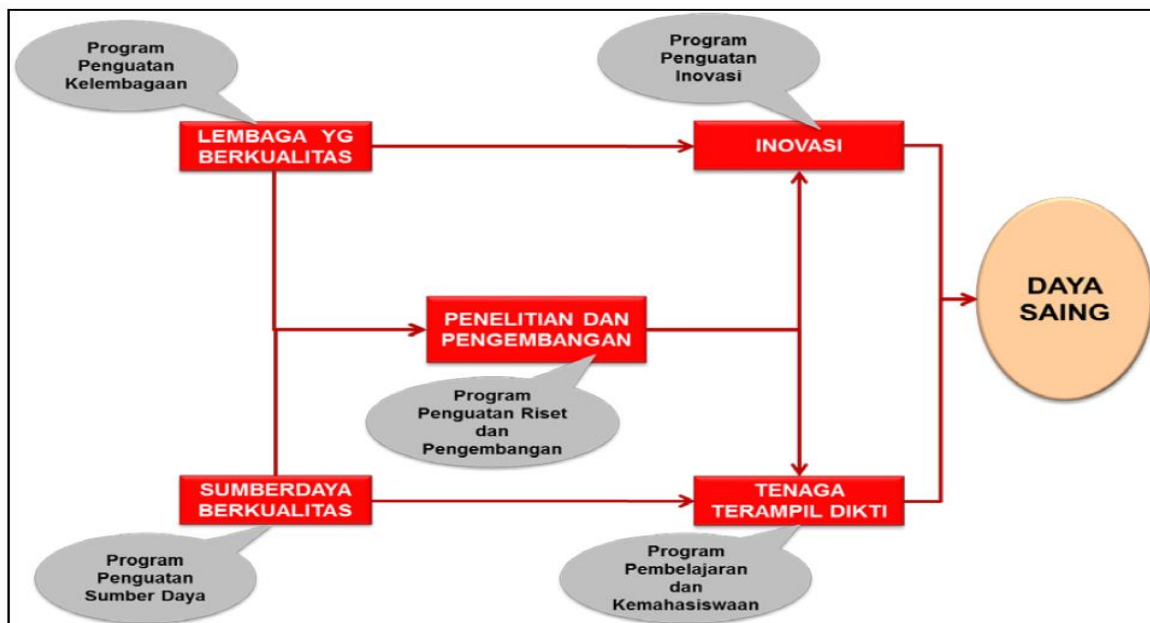 Program
Penguatan
Kelembagaan
Program
Penguatan
Inovasi
LEMBAGA YG
BERKUALITAS
INOVASI
DAYA
SAING
PENELITIAN DAN
PENGEMBANGAN
Program
Penguatan Riset
dan
Pengembangan
SUMBERDAYA
BERKUALITAS
TENAGA
TERAMPIL DIKTI
Program
Penguatan
Sumber Daya
Program
Pembelajaran
dan
Kemahasiswaan